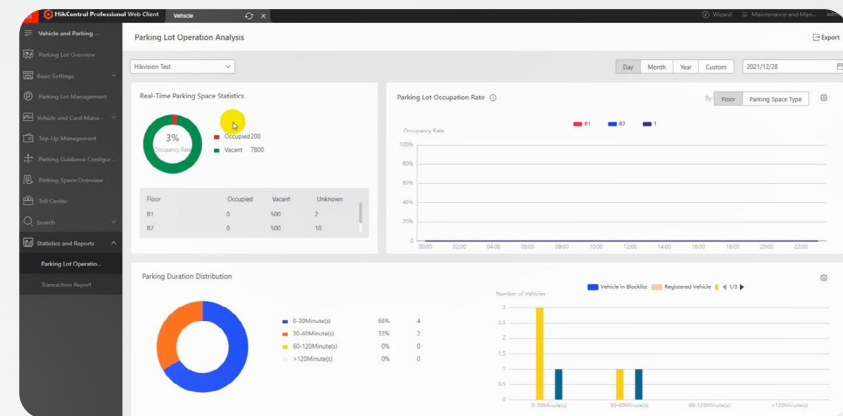 HikCentral Professional Web Client
Vehicle
Wizard
Maintenance and Man...
Vehicle and Parking ...
Parking Lot Overview
Basic Settings
Parking Lot Management
Vehicle and Card Mana...
Top-Up Management
Parking Guidance Configur...
Parking Space Overview
Toll Center
Search
Statistics and Reports
Parking Lot Operatio...
Transaction Report
Parking Lot Operation Analysis
Export
Hikvision Test
Day Month Year Custom 2021/12/28
Real-Time Parking Space Statistics
3%
Occupancy Rate
Occupied 200
Vacant 7800
Floor Occupied Vacant Unknown
B1 0 500 2
B2 0 500 10
Parking Lot Occupation Rate
By: Floor Parking Space Type
B1 B2 1
Occupancy Rate
100%
80%
60%
40%
20%
0
00:00 02:00 04:00 06:00 08:00 10:00 12:00 14:00 16:00 18:00 20:00 22:00
Parking Duration Distribution
0-30Minute(s) 66% 4
30-60Minute(s) 33% 2
60-120Minute(s) 0% 0
>120Minute(s) 0% 0
Vehicle in Blocklist Registered Vehicle 1/3
Number of Vehicles
3
2.5
2
1.5
1
0.5
0
0-30Minute(s) 30-60Minute(s) 60-120Minute(s) >120Minute(s)